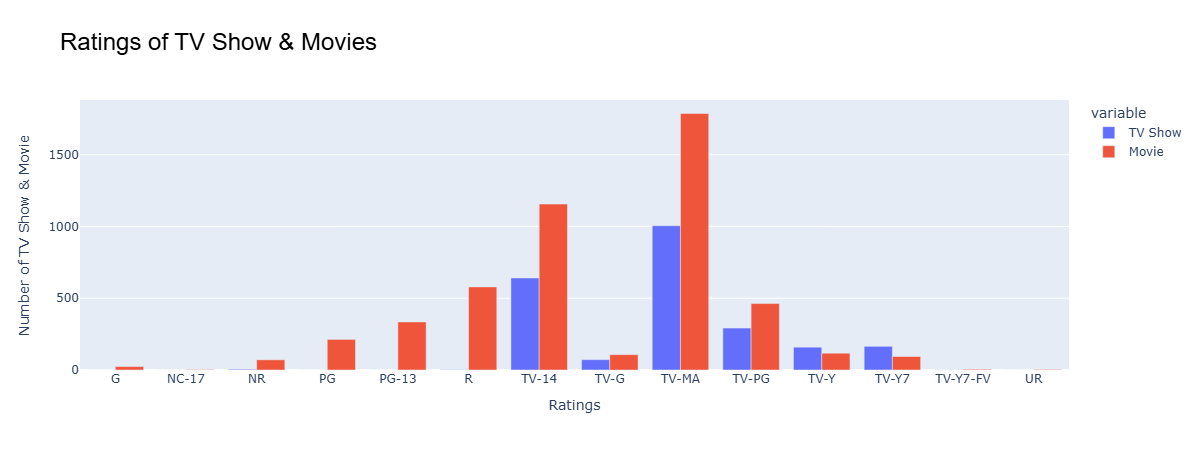 Ratings of TV Show & Movies
variable
TV Show
Movie
Number of TV Show & Movie
1500
1000
500
0
G NC-17 NR PG PG-13 R TV-14 TV-G TV-MA TV-PG TV-Y TV-Y7 TV-Y7-FV UR
Ratings